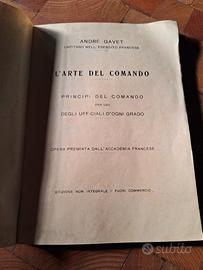 ANDRÉ GAVET
CAPITANO NELL'ESERCITO FRANCESE
L'ARTE DEL COMANDO
PRINCIPÎ DEL COMANDO
PER USO
DEGLI UFFICIALI D'OGNI GRADO
OPERA PREMIATA DALL'ACCADEMIA FRANCESE
EDIZIONE NON INTEGRALE - FUORI COMMERCIO
subito